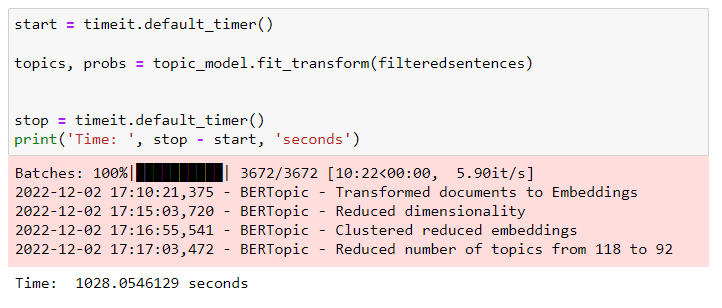 start = timeit.default_timer()
topics, probs = topic_model.fit_transform(filteredsentences)
stop = timeit.default_timer()
print('Time: ', stop - start, 'seconds')
Batches: 100%|██████████| 3672/3672 [10:22<00:00,  5.90it/s]
2022-12-02 17:10:21,375 - BERTopic - Transformed documents to Embeddings
2022-12-02 17:15:03,720 - BERTopic - Reduced dimensionality
2022-12-02 17:16:55,541 - BERTopic - Clustered reduced embeddings
2022-12-02 17:17:03,472 - BERTopic - Reduced number of topics from 118 to 92
Time:  1028.0546129 seconds